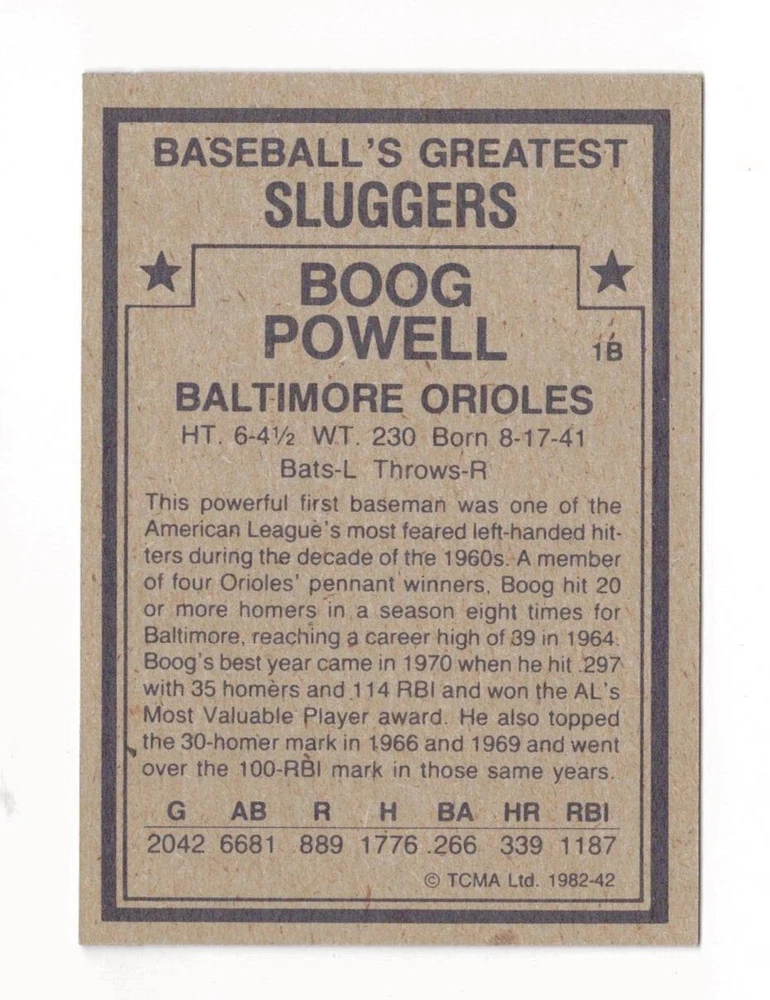 BASEBALL'S GREATEST
SLUGGERS
BOOG
POWELL
1B
BALTIMORE ORIOLES
HT. 6-4½ WT. 230 Born 8-17-41
Bats-L Throws-R
This powerful first baseman was one of the
American League's most feared left-handed hit-
ters during the decade of the 1960s. A member
of four Orioles' pennant winners, Boog hit 20
or more homers in a season eight times for
Baltimore, reaching a career high of 39 in 1964.
Boog's best year came in 1970 when he hit .297
with 35 homers and 114 RBI and won the AL's
Most Valuable Player award. He also topped
the 30-homer mark in 1966 and 1969 and went
over the 100-RBI mark in those same years.
G AB R H BA HR RBI
2042 6681 889 1776 .266 339 1187
© TCMA Ltd. 1982-42